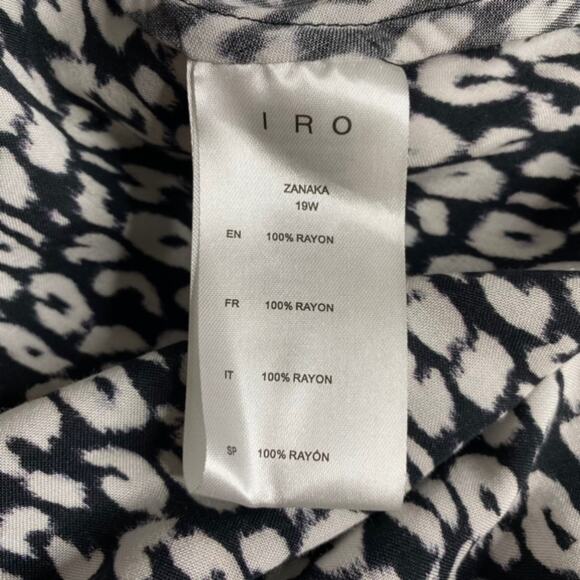 IRO
ZANAKA
19W
EN 100% RAYON
FR 100% RAYON
IT 100% RAYON
SP 100% RAYÓN